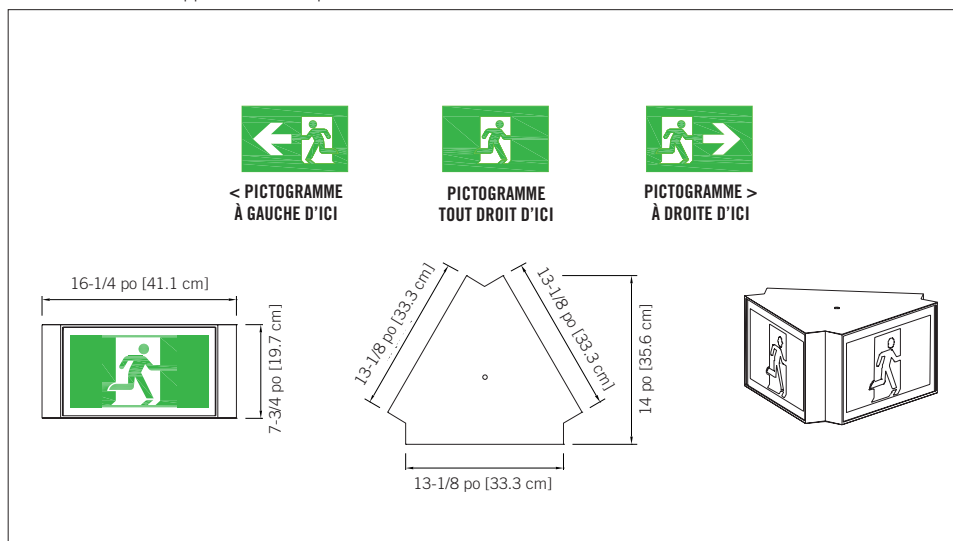 < PICTOGRAMME
À GAUCHE D'ICI
PICTOGRAMME
TOUT DROIT D'ICI
PICTOGRAMME >
À DROITE D'ICI
16-1/4 po [41.1 cm]
7-3/4 po [19.7 cm]
13-1/8 po [33.3 cm]
13-1/8 po [33.3 cm]
14 po [35.6 cm]
13-1/8 po [33.3 cm]